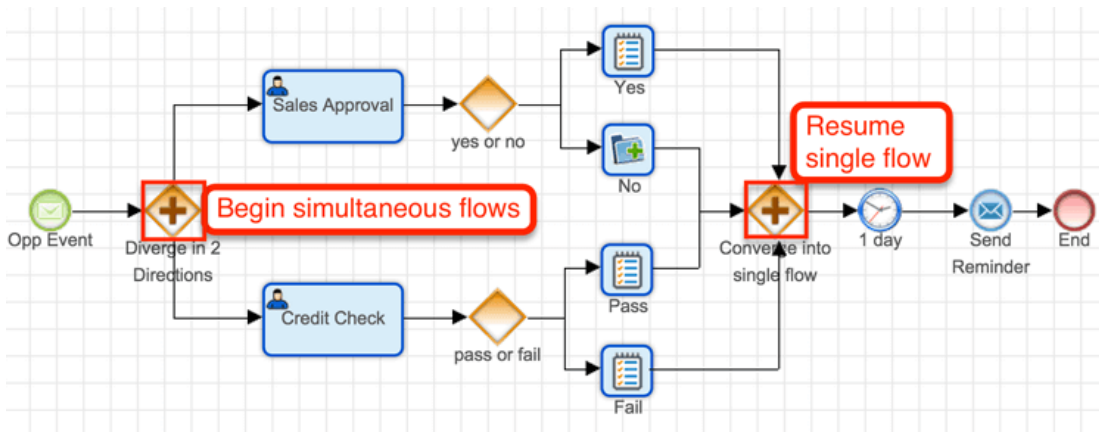 Yes
Sales Approval
yes or no
Resume
single flow
No
Begin simultaneous flows
Opp Event
Diverge in 2
Directions
Converge into
single flow
1 day
Send
Reminder
End
Credit Check
pass or fail
Pass
Fail